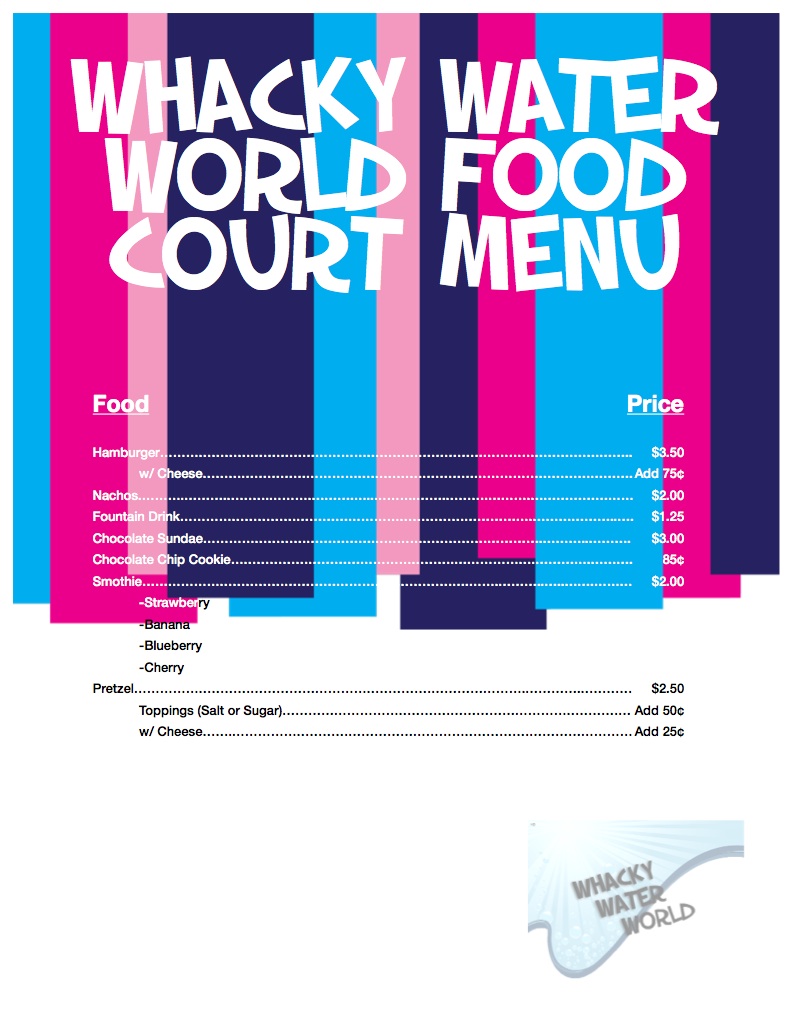 WHACKY WATER
WORLD FOOD
COURT MENU
Food Price
Hamburger........................................................................................................ $3.50
w/ Cheese........................................................................................................ Add 75¢
Nachos........................................................................................................ $2.00
Fountain Drink........................................................................................................ $1.25
Chocolate Sundae........................................................................................................ $3.00
Chocolate Chip Cookie........................................................................................................ 85¢
Smothie........................................................................................................ $2.00
-Strawberry
-Banana
-Blueberry
-Cherry
Pretzel........................................................................................................ $2.50
Toppings (Salt or Sugar)........................................................................................................ Add 50¢
w/ Cheese........................................................................................................ Add 25¢
WHACKY
WATER
WORLD